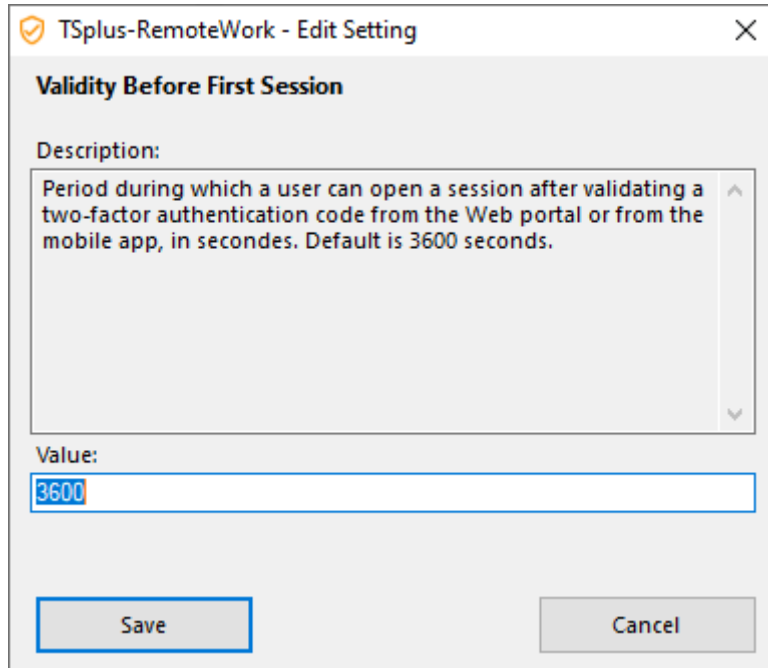 TSplus-RemoteWork - Edit Setting
Validity Before First Session
Description:
Period during which a user can open a session after validating a
two-factor authentication code from the Web portal or from the
mobile app, in secondes. Default is 3600 seconds.
Value:
3600
Save
Cancel